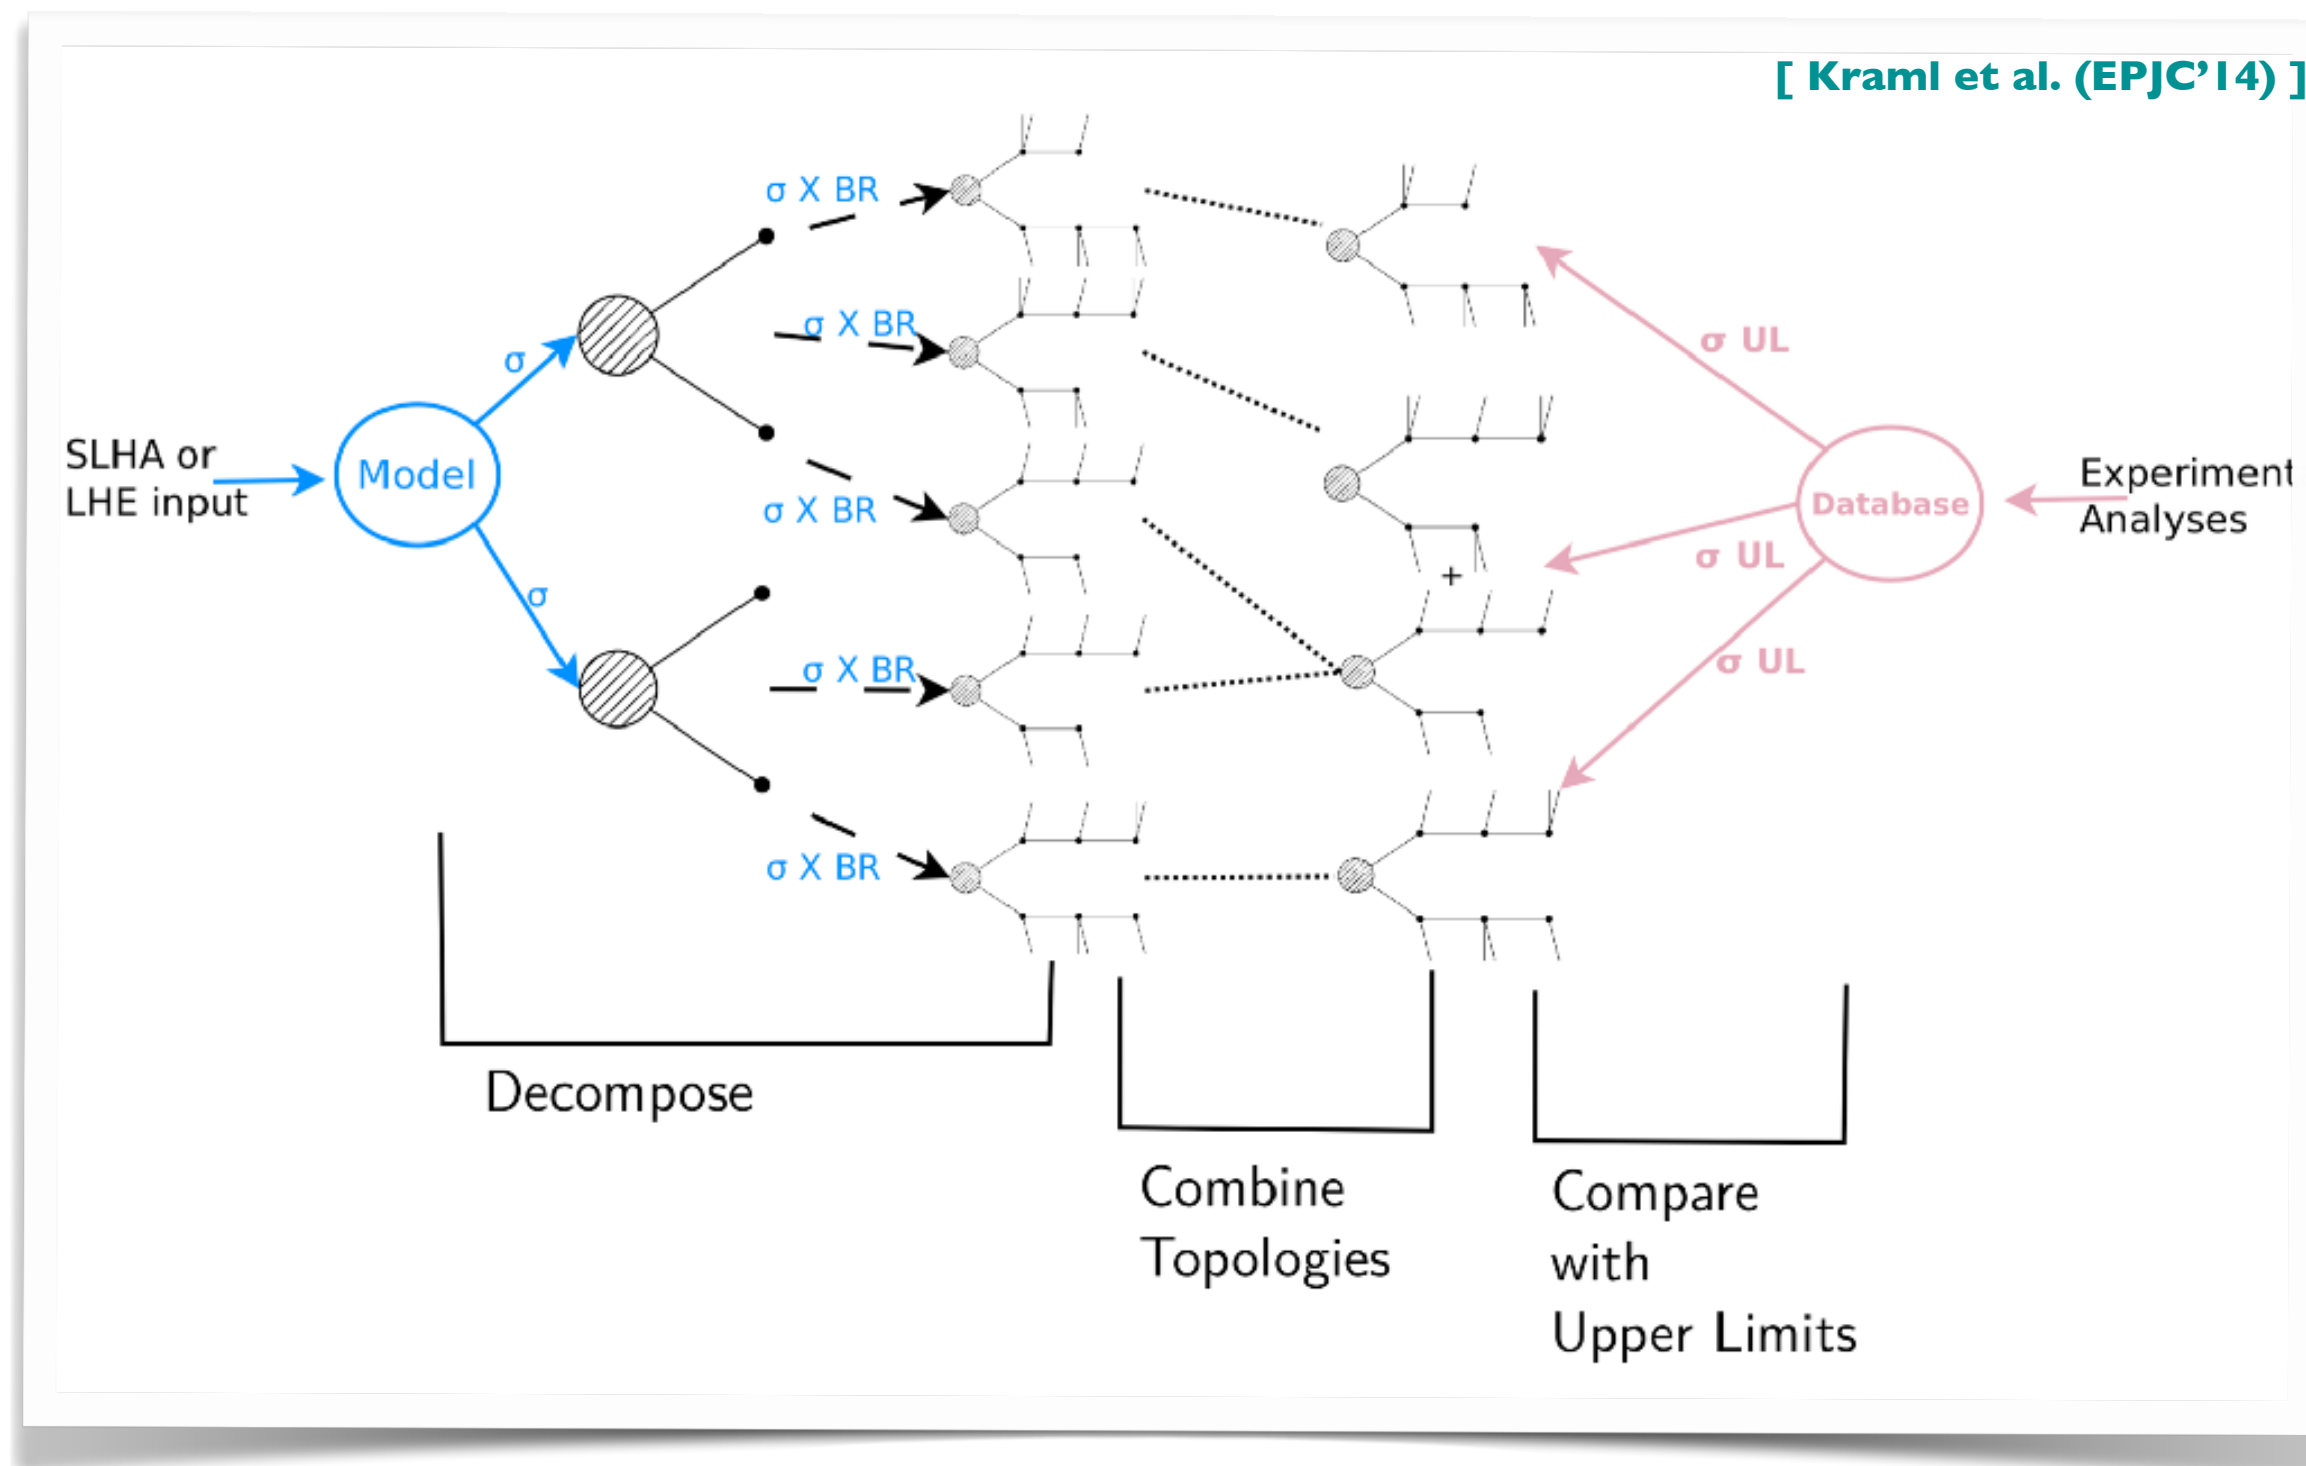 [ Kraml et al. (EPJC'14) ]
σ X BR
σ X BR
σ
σ UL
SLHA or
LHE input
Model
Experiment
Analyses
Database
σ X BR
σ UL
+
σ
σ X BR
σ UL
σ X BR
Decompose
Combine
Topologies
Compare
with
Upper Limits